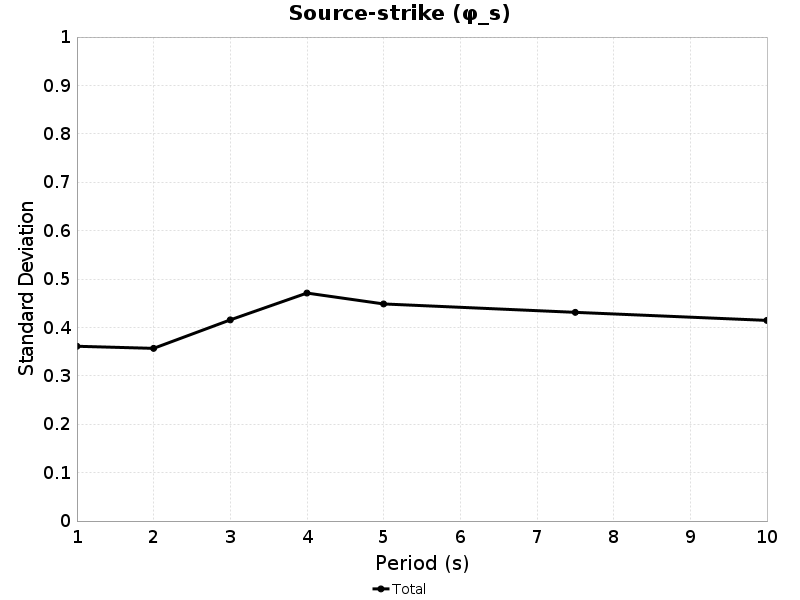 Source-strike (φ_s)
1
0.9
0.8
0.7
0.6
0.5
0.4
0.3
0.2
0.1
0
Standard Deviation
1 2 3 4 5 6 7 8 9 10
Period (s)
Total